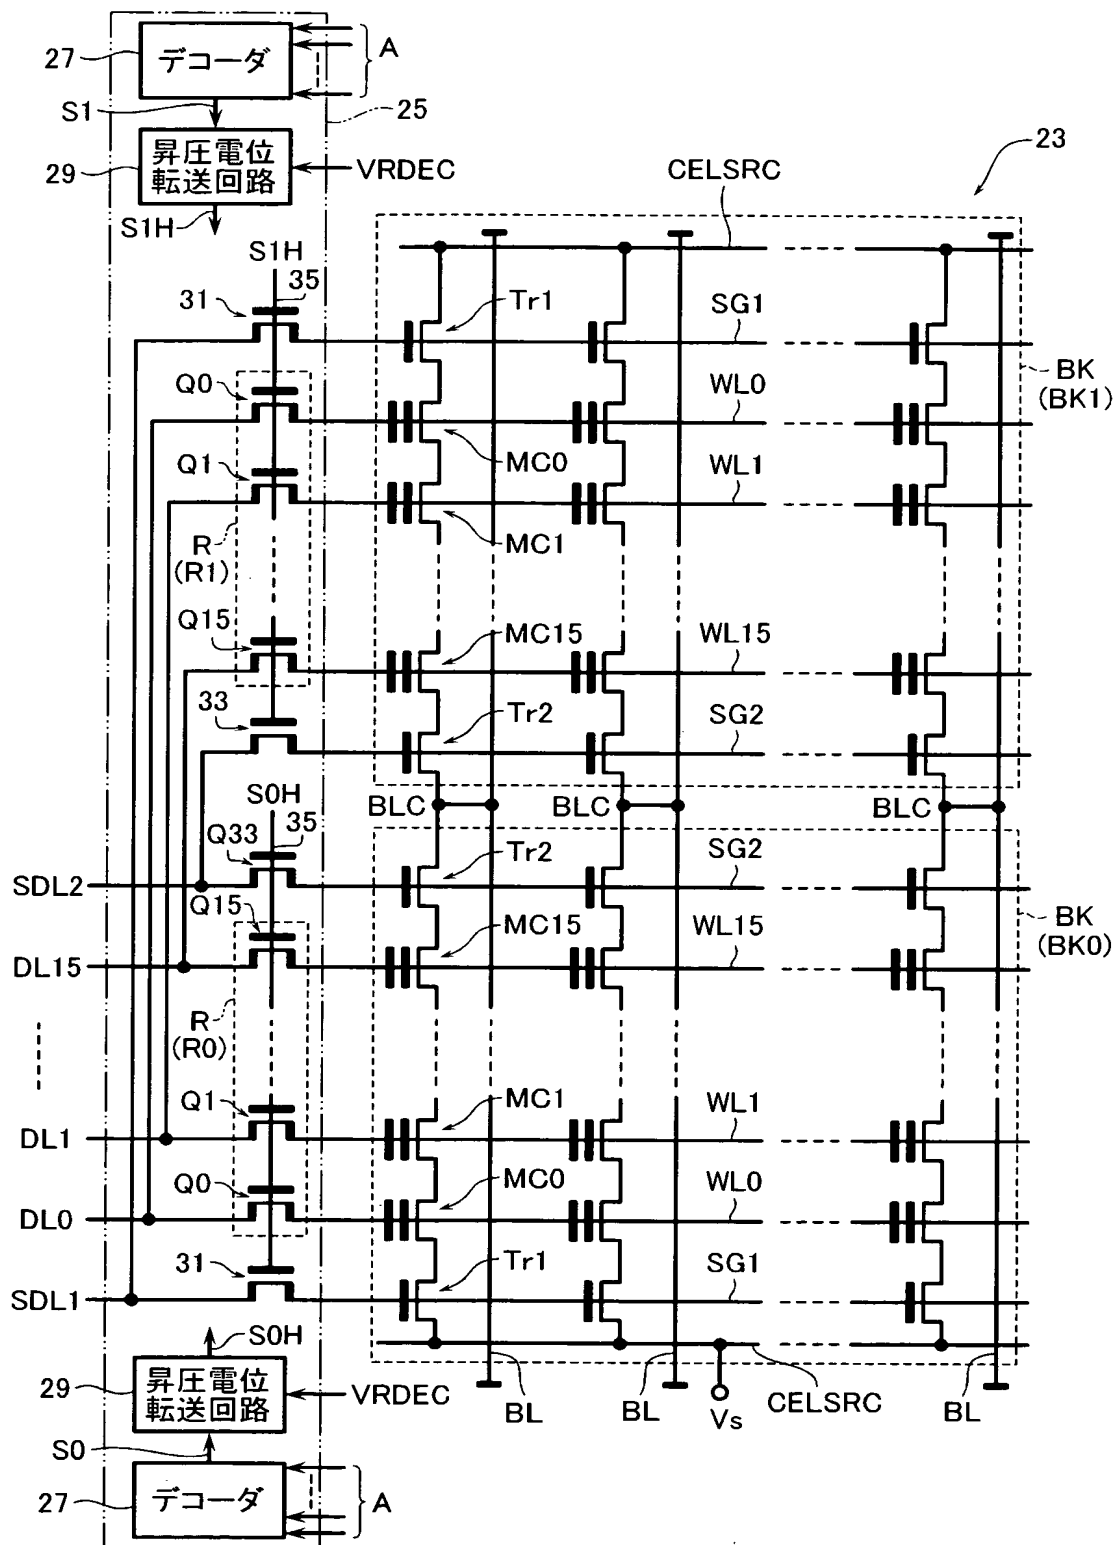 27
デコーダ
A
S1
25
29
昇圧電位
転送回路
VRDEC
S1H
CELSRC
23
S1H
35
31
Tr1
SG1
BK
(BK1)
Q0
WL0
MC0
Q1
WL1
MC1
R
(R1)
Q15
MC15
WL15
33
Tr2
SG2
BLC
BLC
BLC
S0H
35
Q33
Tr2
SG2
SDL2
Q15
MC15
WL15
BK
(BK0)
DL15
R
(R0)
Q1
MC1
WL1
DL1
Q0
MC0
WL0
DL0
31
Tr1
SG1
SDL1
S0H
29
昇圧電位
転送回路
VRDEC
BL
BL
Vs
CELSRC
BL
S0
27
デコーダ
A